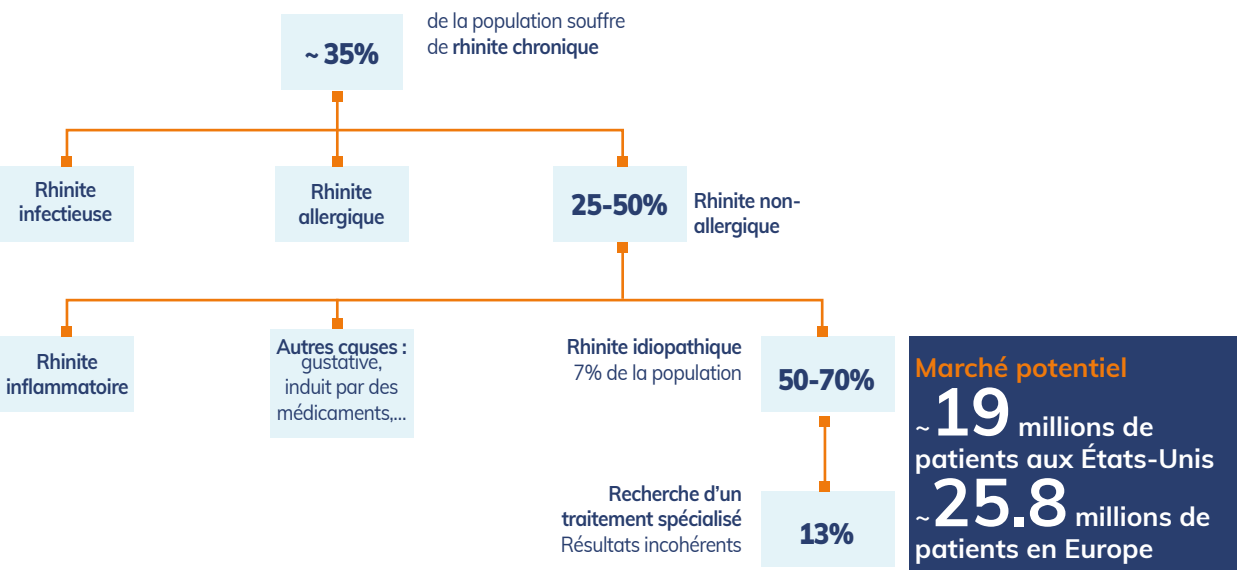 ~ 35%
de la population souffre
de rhinite chronique
Rhinite
infectieuse
Rhinite
allergique
25-50%
Rhinite non-
allergique
Rhinite
inflammatoire
Autres causes :
gustative,
induit par des
médicaments,...
Rhinite idiopathique
7% de la population
50-70%
Recherche d’un
traitement spécialisé
Résultats incohérents
13%
Marché potentiel
~ 19 millions de
patients aux États-Unis
~ 25.8 millions de
patients en Europe